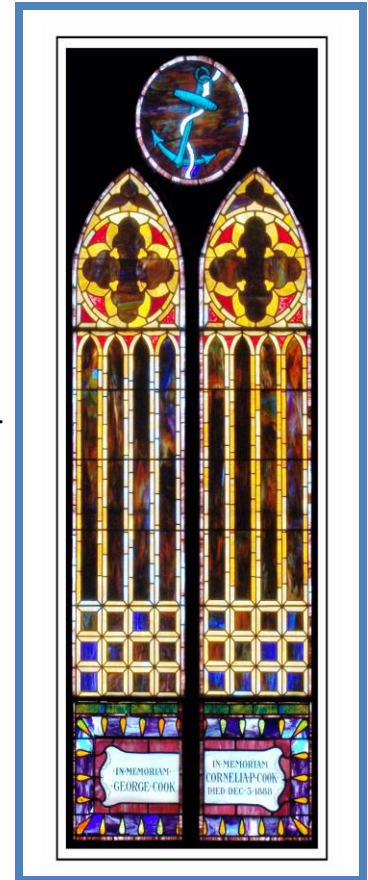 ·IN·MEMORIAM·
·GEORGE·COOK·
IN·MEMORIAM
CORNELIA·P·COOK·
DIED DEC·5·1888